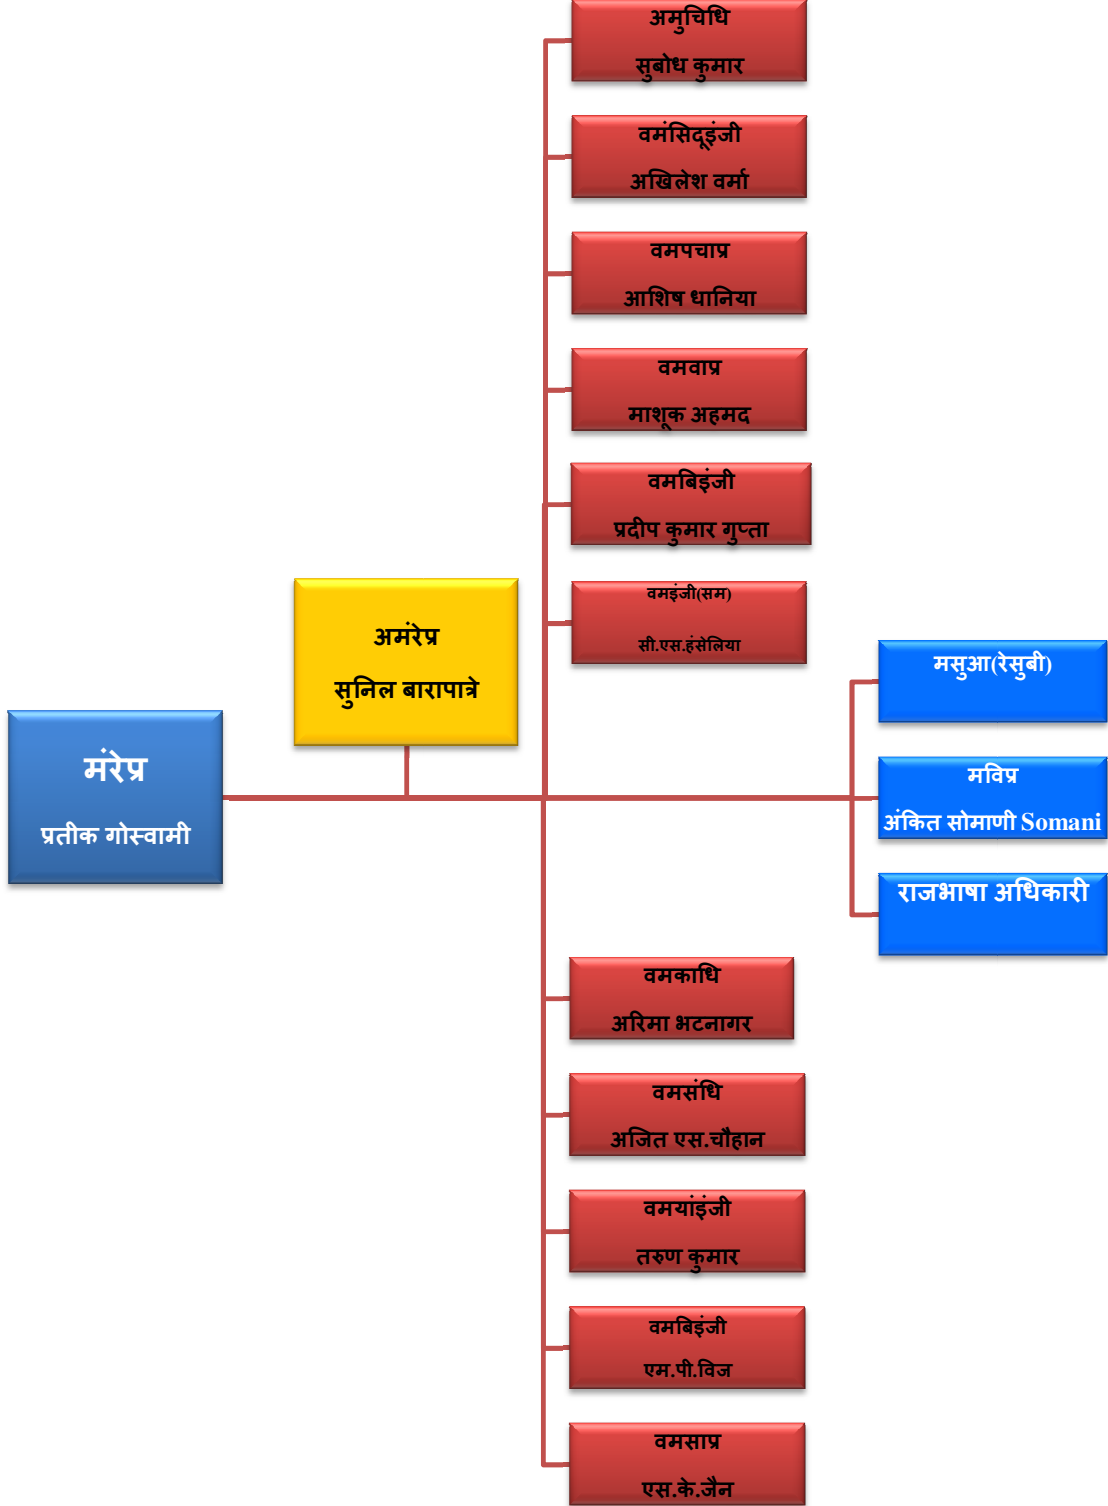 मंरेप्र
प्रतीक गोस्वामी
अमंरेप्र
सुनिल बारापात्रे
अमुचिधि
सुबोध कुमार
वमंसिदूइंजी
अखिलेश वर्मा
वमपचाप्र
आशिष धानिया
वमवाप्र
माशूक अहमद
वमबिइंजी
प्रदीप कुमार गुप्ता
वमइंजी(सम)
सी.एस.हंसेलिया
मसुआ(रेसुबी)
मविप्र
अंकित सोमाणी Somani
राजभाषा अधिकारी
वमकाधि
अरिमा भटनागर
वमसंधि
अजित एस.चौहान
वमयांइंजी
तरुण कुमार
वमबिइंजी
एम.पी.विज
वमसाप्र
एस.के.जैन